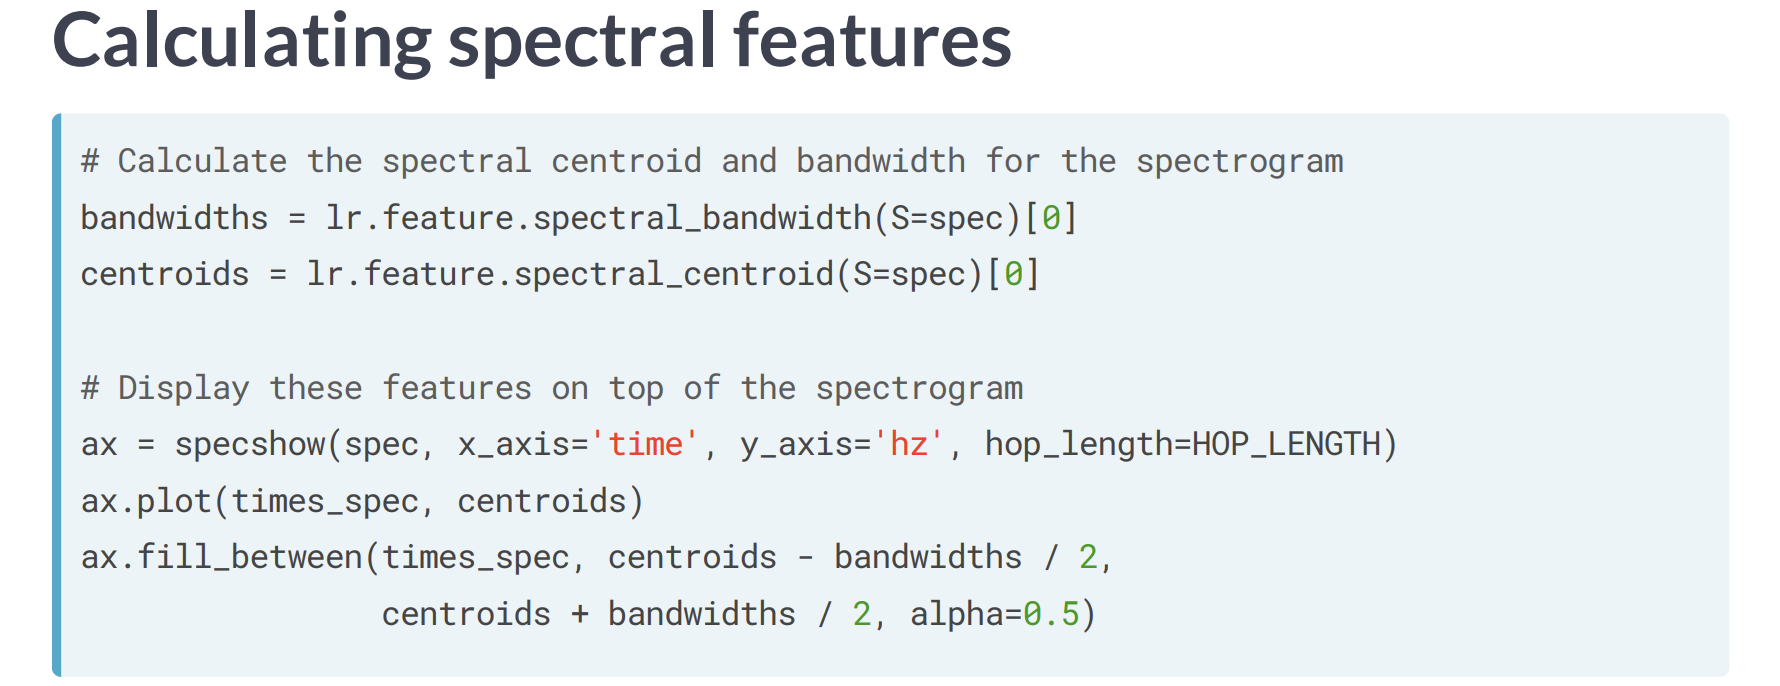 Calculating spectral features
# Calculate the spectral centroid and bandwidth for the spectrogram
bandwidths = lr.feature.spectral_bandwidth(S=spec)[0]
centroids = lr.feature.spectral_centroid(S=spec)[0]
# Display these features on top of the spectrogram
ax = specshow(spec, x_axis='time', y_axis='hz', hop_length=HOP_LENGTH)
ax.plot(times_spec, centroids)
ax.fill_between(times_spec, centroids - bandwidths / 2,
centroids + bandwidths / 2, alpha=0.5)